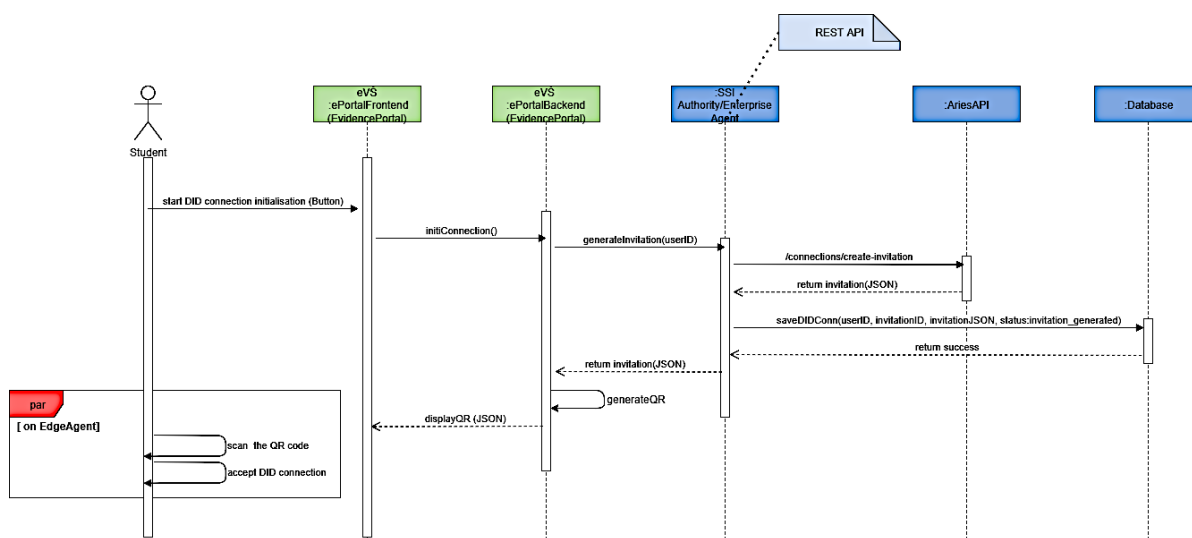 REST API
eVS
:ePortalFrontend
(EvidencePortal)
eVS
:ePortalBackend
(EvidencePortal)
:SSI
Authority/Enterprise
Agent
:AriesAPI
:Database
Student
start DID connection initialisation (Button)
initiConnection()
generateInvitation(userID)
/connections/create-invitation
return invitation(JSON)
saveDIDConn(userID, invitationID, invitationJSON, status:invitation_generated)
return success
return invitation(JSON)
generateQR
displayQR (JSON)
par
[ on EdgeAgent]
scan the QR code
accept DID connection